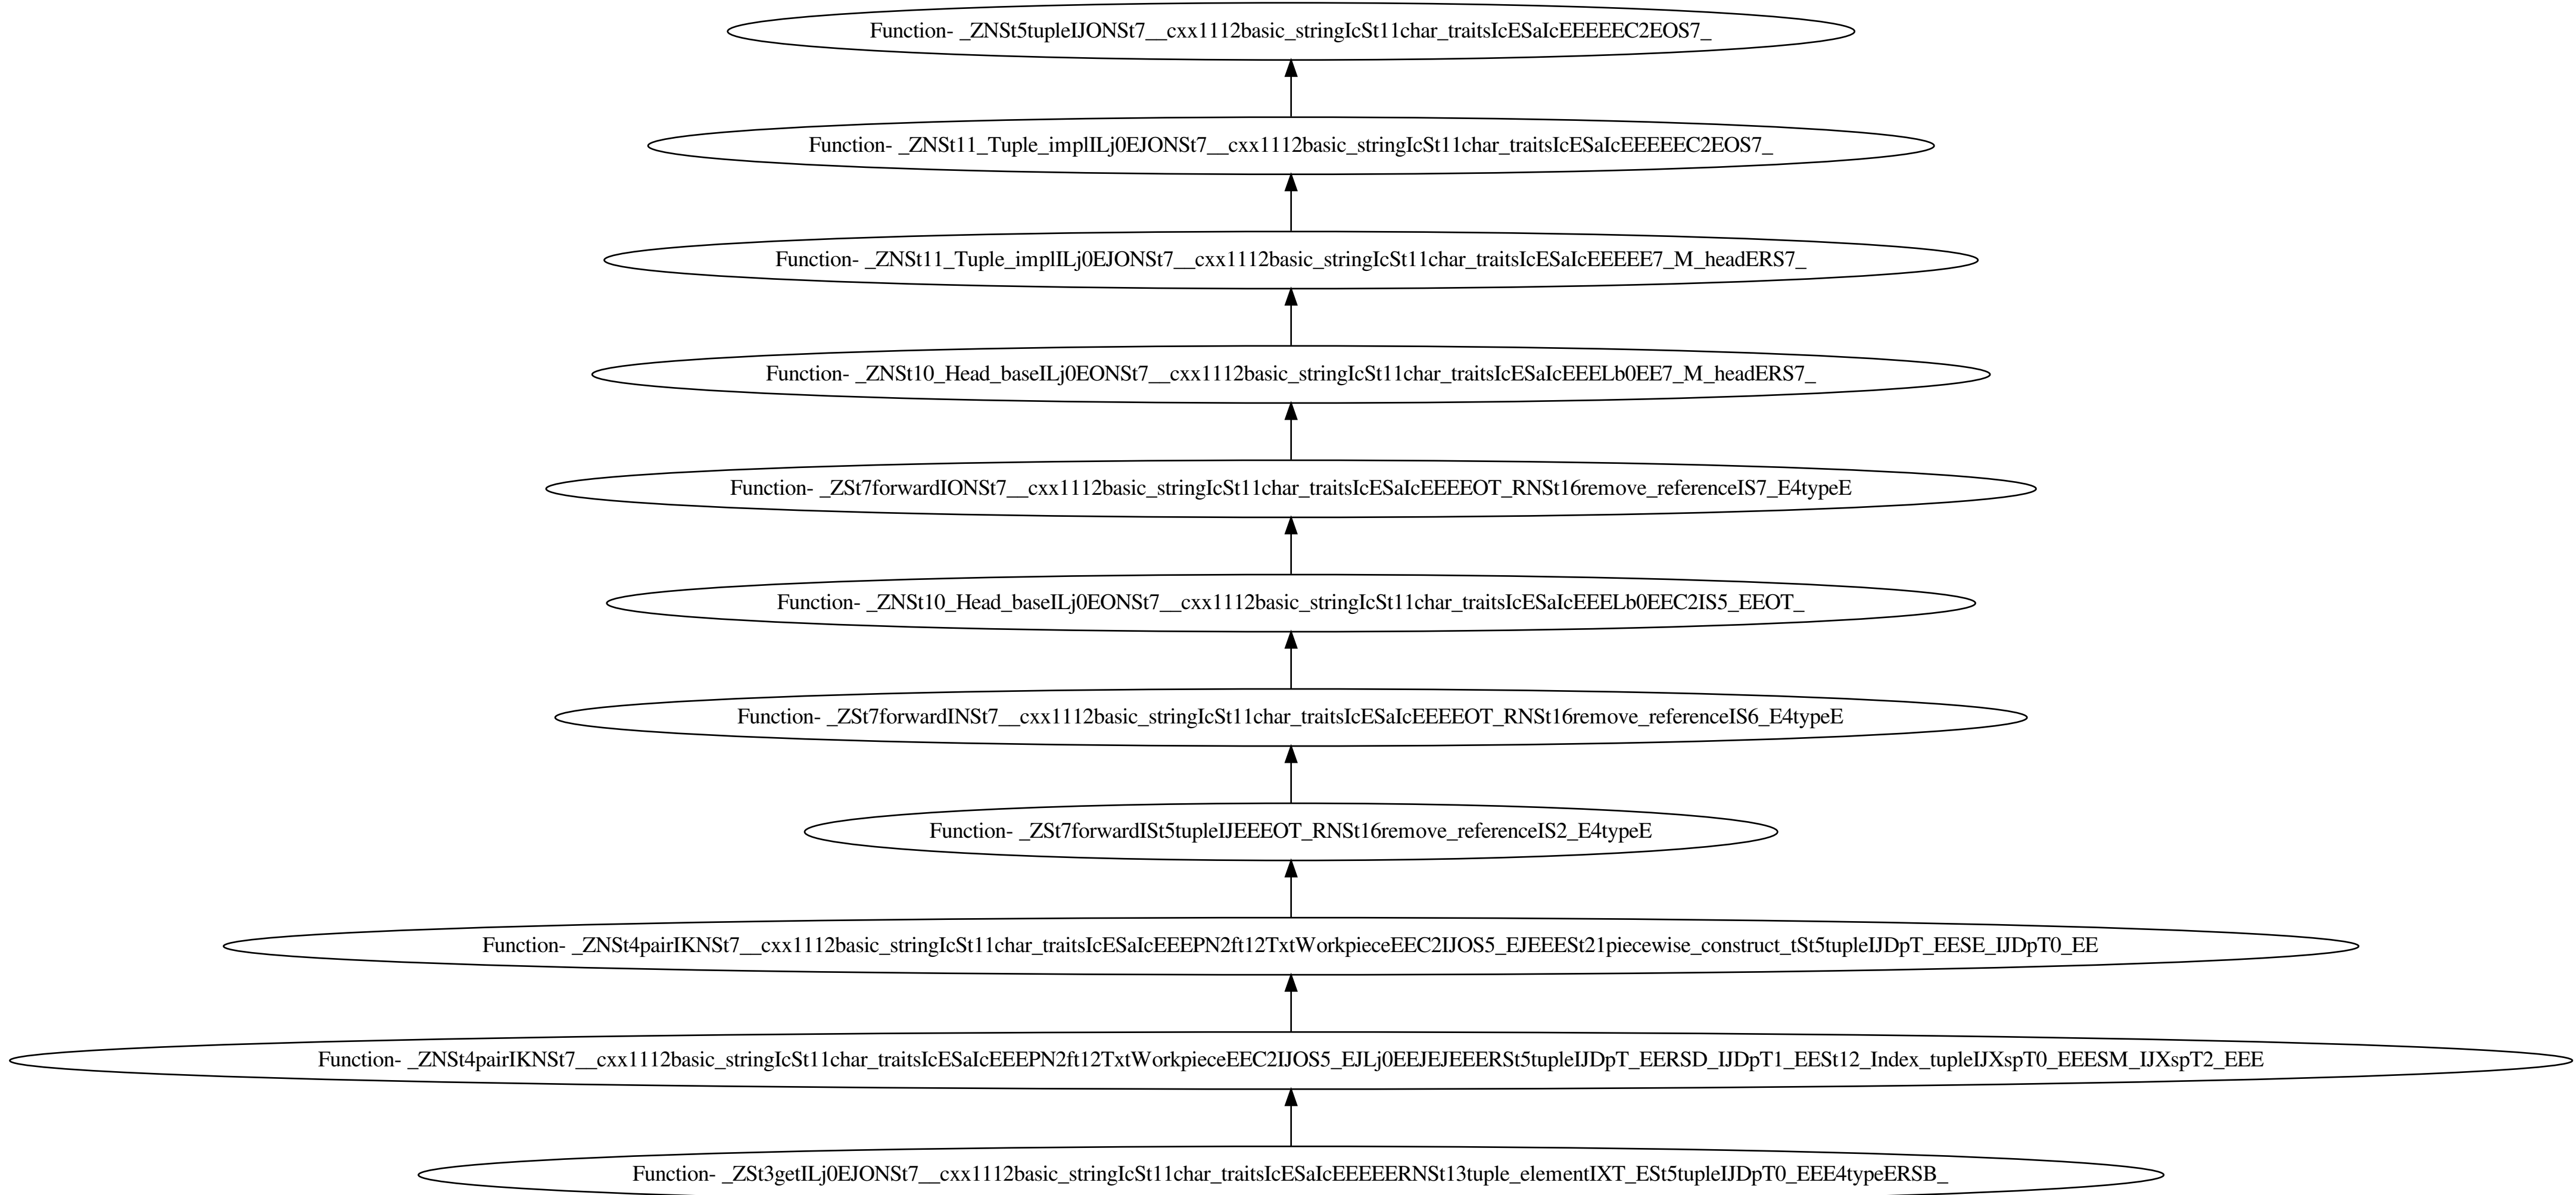 Function- _ZNSt5tupleIJONSt7__cxx1112basic_stringIcSt11char_traitsIcESaIcEEEEEC2EOS7_
Function- _ZNSt11_Tuple_implILj0EJONSt7__cxx1112basic_stringIcSt11char_traitsIcESaIcEEEEEC2EOS7_
Function- _ZNSt11_Tuple_implILj0EJONSt7__cxx1112basic_stringIcSt11char_traitsIcESaIcEEEEE7_M_headERS7_
Function- _ZNSt10_Head_baseILj0EONSt7__cxx1112basic_stringIcSt11char_traitsIcESaIcEEELb0EE7_M_headERS7_
Function- _ZSt7forwardIONSt7__cxx1112basic_stringIcSt11char_traitsIcESaIcEEEEOT_RNSt16remove_referenceIS7_E4typeE
Function- _ZNSt10_Head_baseILj0EONSt7__cxx1112basic_stringIcSt11char_traitsIcESaIcEEELb0EEC2IS5_EEOT_
Function- _ZSt7forwardINSt7__cxx1112basic_stringIcSt11char_traitsIcESaIcEEEEOT_RNSt16remove_referenceIS6_E4typeE
Function- _ZSt7forwardISt5tupleIJEEEOT_RNSt16remove_referenceIS2_E4typeE
Function- _ZNSt4pairIKNSt7__cxx1112basic_stringIcSt11char_traitsIcESaIcEEEPN2ft12TxtWorkpieceEEC2IJOS5_EJEEESt21piecewise_construct_tSt5tupleIJDpT_EESE_IJDpT0_EE
Function- _ZNSt4pairIKNSt7__cxx1112basic_stringIcSt11char_traitsIcESaIcEEEPN2ft12TxtWorkpieceEEC2IJOS5_EJLj0EEJEJEEERSt5tupleIJDpT_EERSD_IJDpT1_EESt12_Index_tupleIJXspT0_EEESM_IJXspT2_EEE
Function- _ZSt3getILj0EJONSt7__cxx1112basic_stringIcSt11char_traitsIcESaIcEEEEERNSt13tuple_elementIXT_ESt5tupleIJDpT0_EEE4typeERSB_